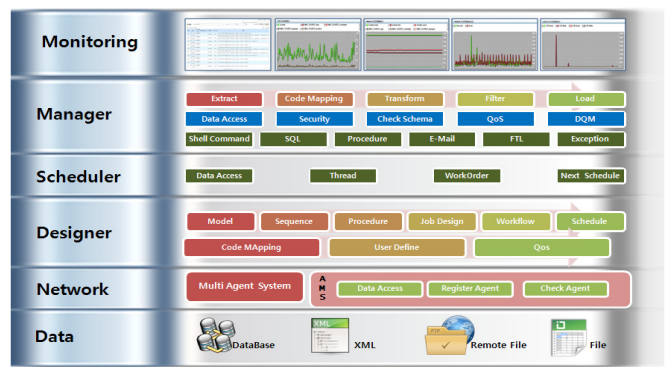 Monitoring
Manager
Extract Code Mapping Transform Filter Load
Data Access Security Check Schema QoS DQM
Shell Command SQL Procedure E-Mail FTL Exception
Scheduler
Data Access Thread WorkOrder Next Schedule
Designer
Model Sequence Procedure Job Design Workflow Schedule
Code MApping User Define Qos
Network
Multi Agent System
AMS
Data Access Register Agent Check Agent
Data
DataBase
XML
XML
FTP
Remote File
File